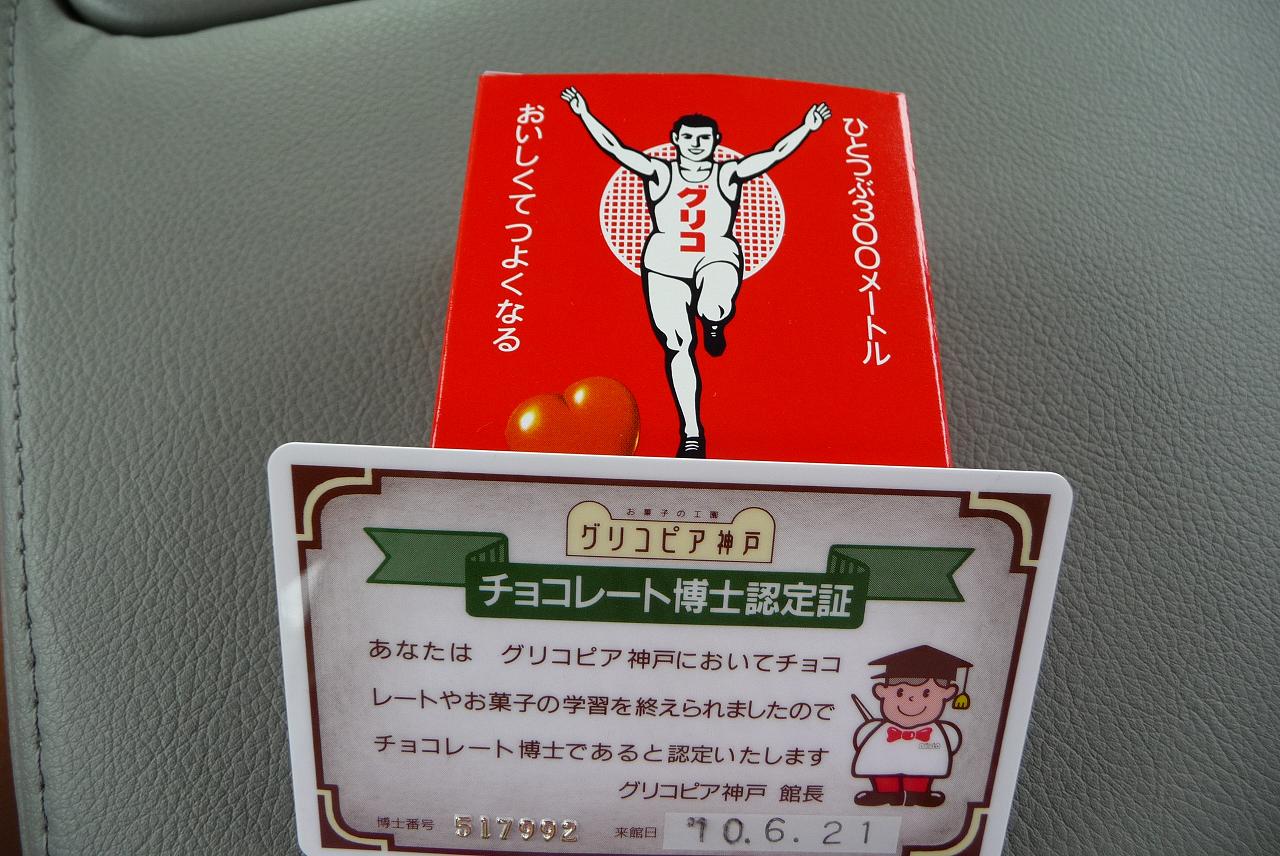 ひとつぶ300メートル
おいしくてつよくなる
グリコ
お菓子の工園
グリコピア神戸
チョコレート博士認定証
あなたは　グリコピア神戸においてチョコ
レートやお菓子の学習を終えられましたので
チョコレート博士であると認定いたします
グリコピア神戸 館長
博士番号 517992 来館日 '10.6.21